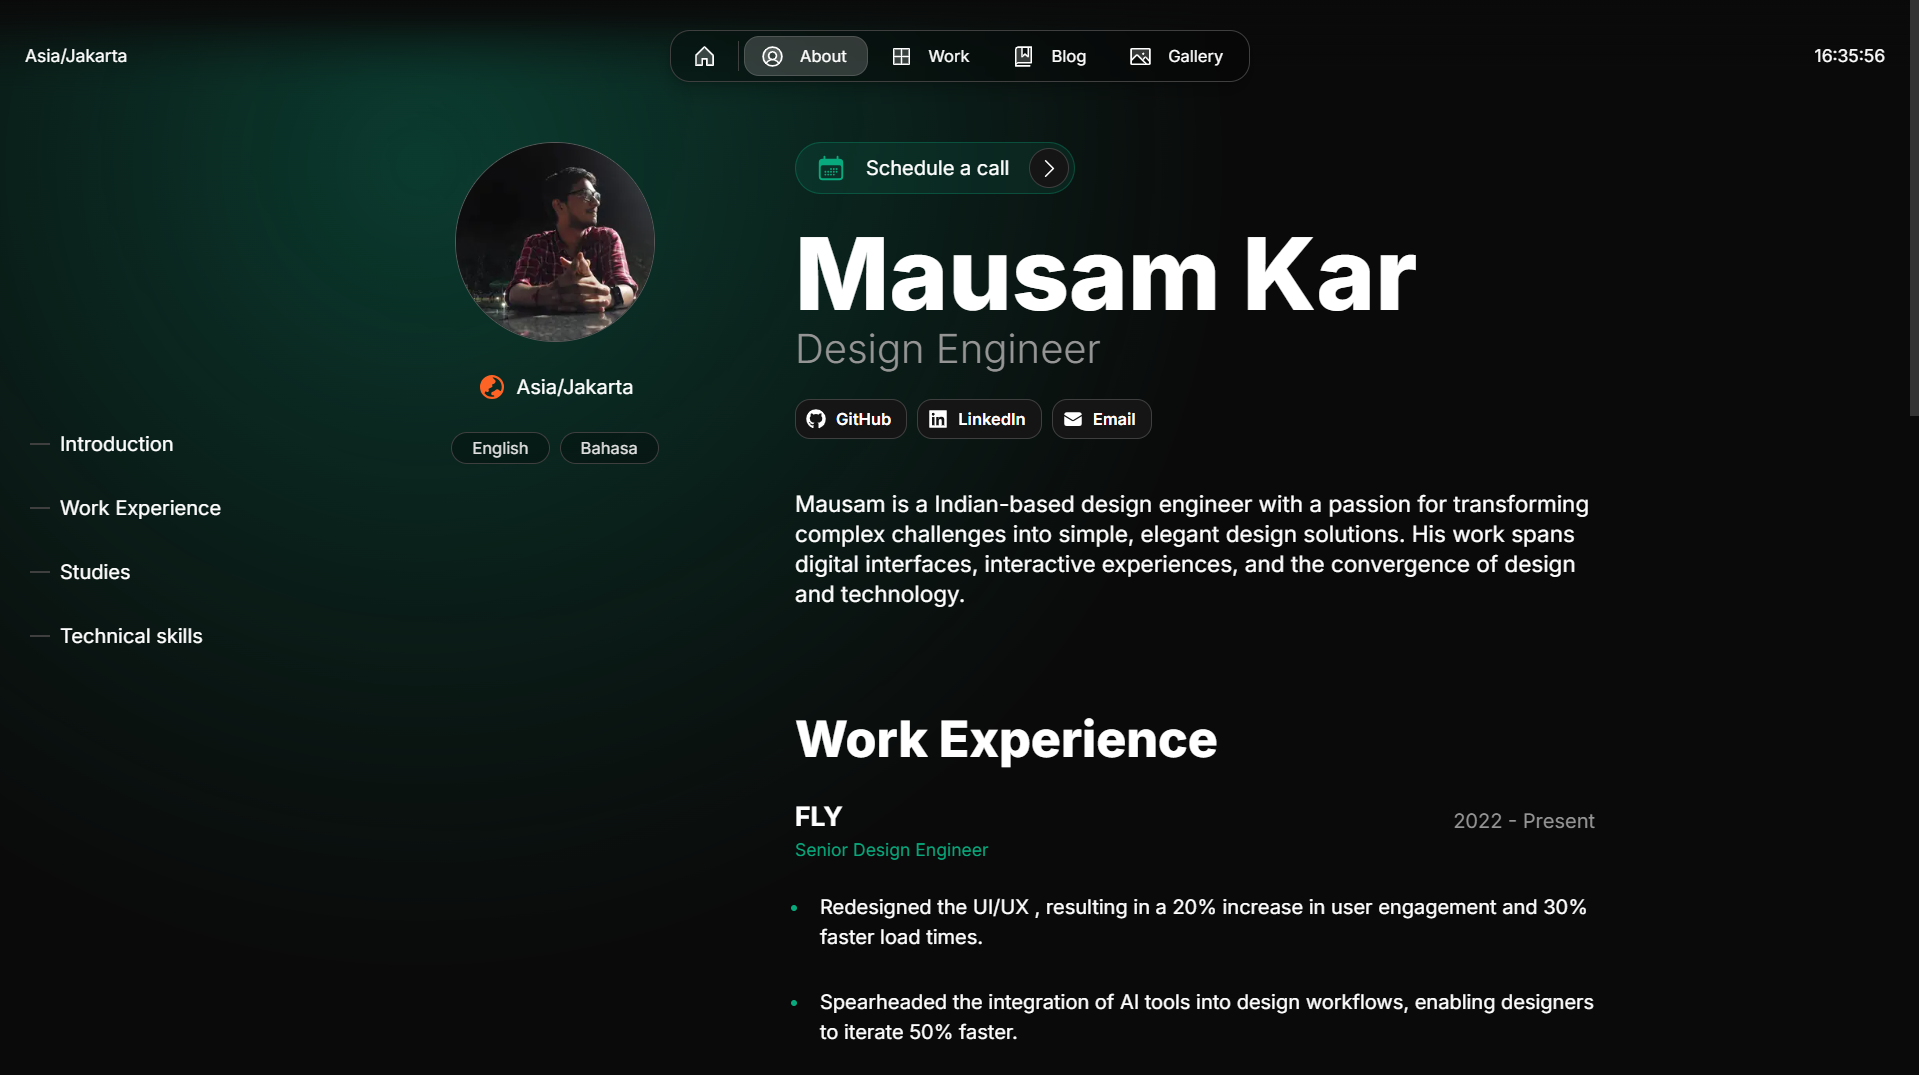 Asia/Jakarta
About
Work
Blog
Gallery
16:35:56
Schedule a call
Mausam Kar
Design Engineer
Asia/Jakarta
English
Bahasa
GitHub
LinkedIn
Email
Introduction
Work Experience
Studies
Technical skills
Mausam is a Indian-based design engineer with a passion for transforming
complex challenges into simple, elegant design solutions. His work spans
digital interfaces, interactive experiences, and the convergence of design
and technology.
Work Experience
FLY
2022 - Present
Senior Design Engineer
Redesigned the UI/UX , resulting in a 20% increase in user engagement and 30%
faster load times.
Spearheaded the integration of AI tools into design workflows, enabling designers
to iterate 50% faster.